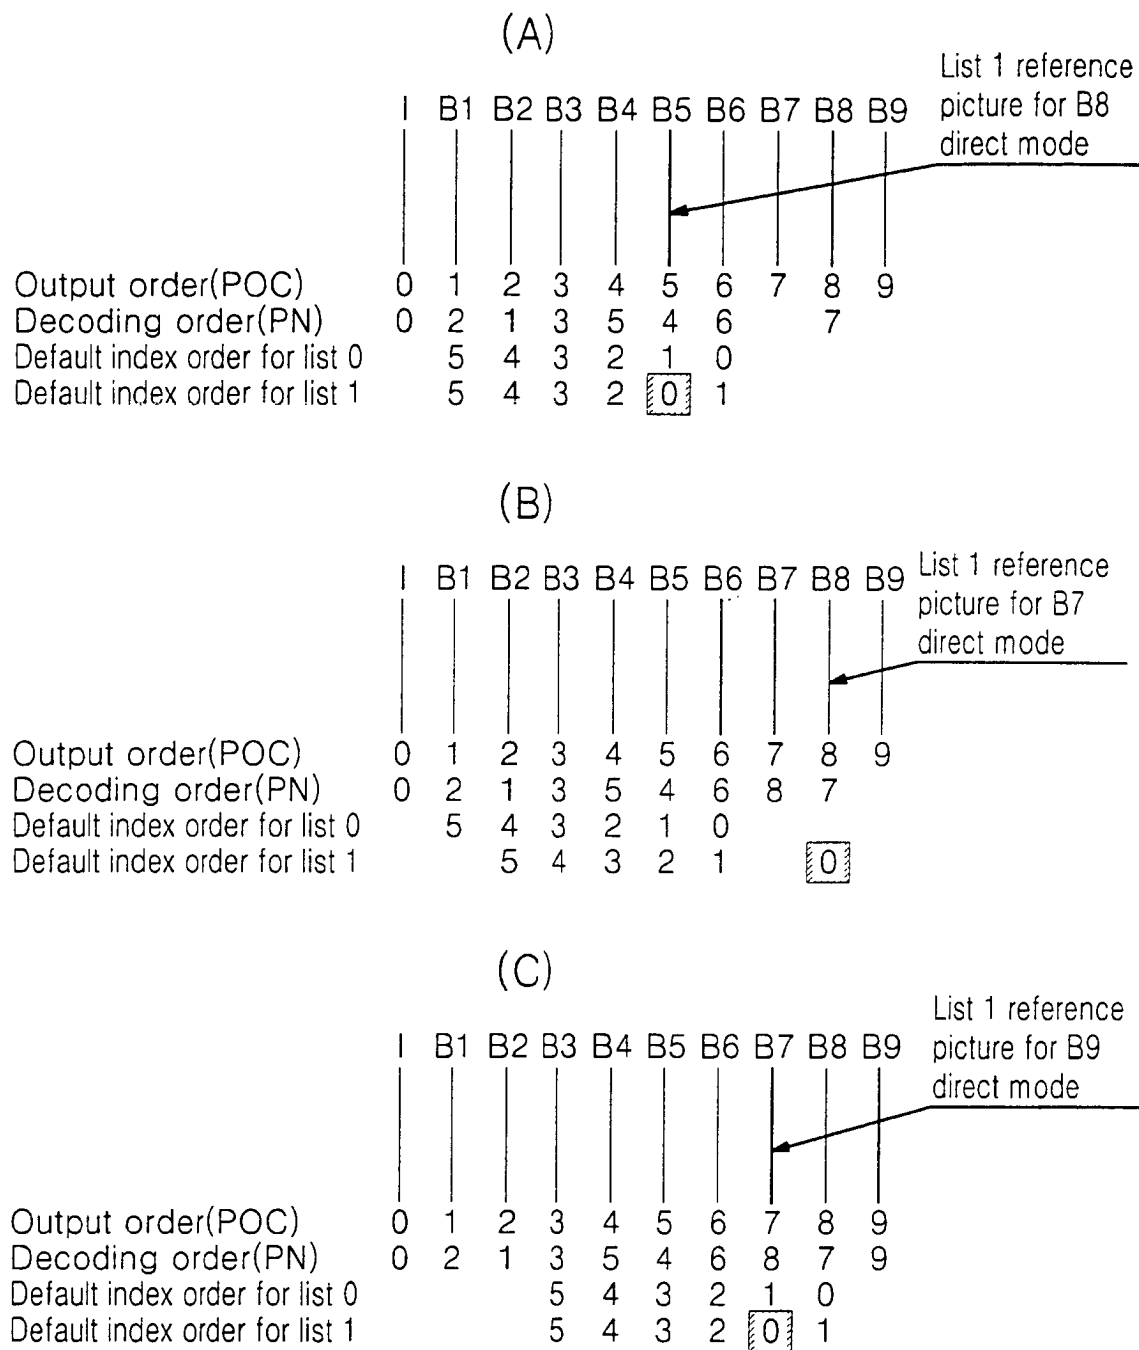 (A)
List 1 reference
picture for B8
direct mode
I B1 B2 B3 B4 B5 B6 B7 B8 B9
Output order(POC) 0 1 2 3 4 5 6 7 8 9
Decoding order(PN) 0 2 1 3 5 4 6 7
Default index order for list 0 5 4 3 2 1 0
Default index order for list 1 5 4 3 2 0 1
(B)
List 1 reference
picture for B7
direct mode
I B1 B2 B3 B4 B5 B6 B7 B8 B9
Output order(POC) 0 1 2 3 4 5 6 7 8 9
Decoding order(PN) 0 2 1 3 5 4 6 8 7
Default index order for list 0 5 4 3 2 1 0
Default index order for list 1 5 4 3 2 1 0
(C)
List 1 reference
picture for B9
direct mode
I B1 B2 B3 B4 B5 B6 B7 B8 B9
Output order(POC) 0 1 2 3 4 5 6 7 8 9
Decoding order(PN) 0 2 1 3 5 4 6 8 7 9
Default index order for list 0 5 4 3 2 1 0
Default index order for list 1 5 4 3 2 0 1